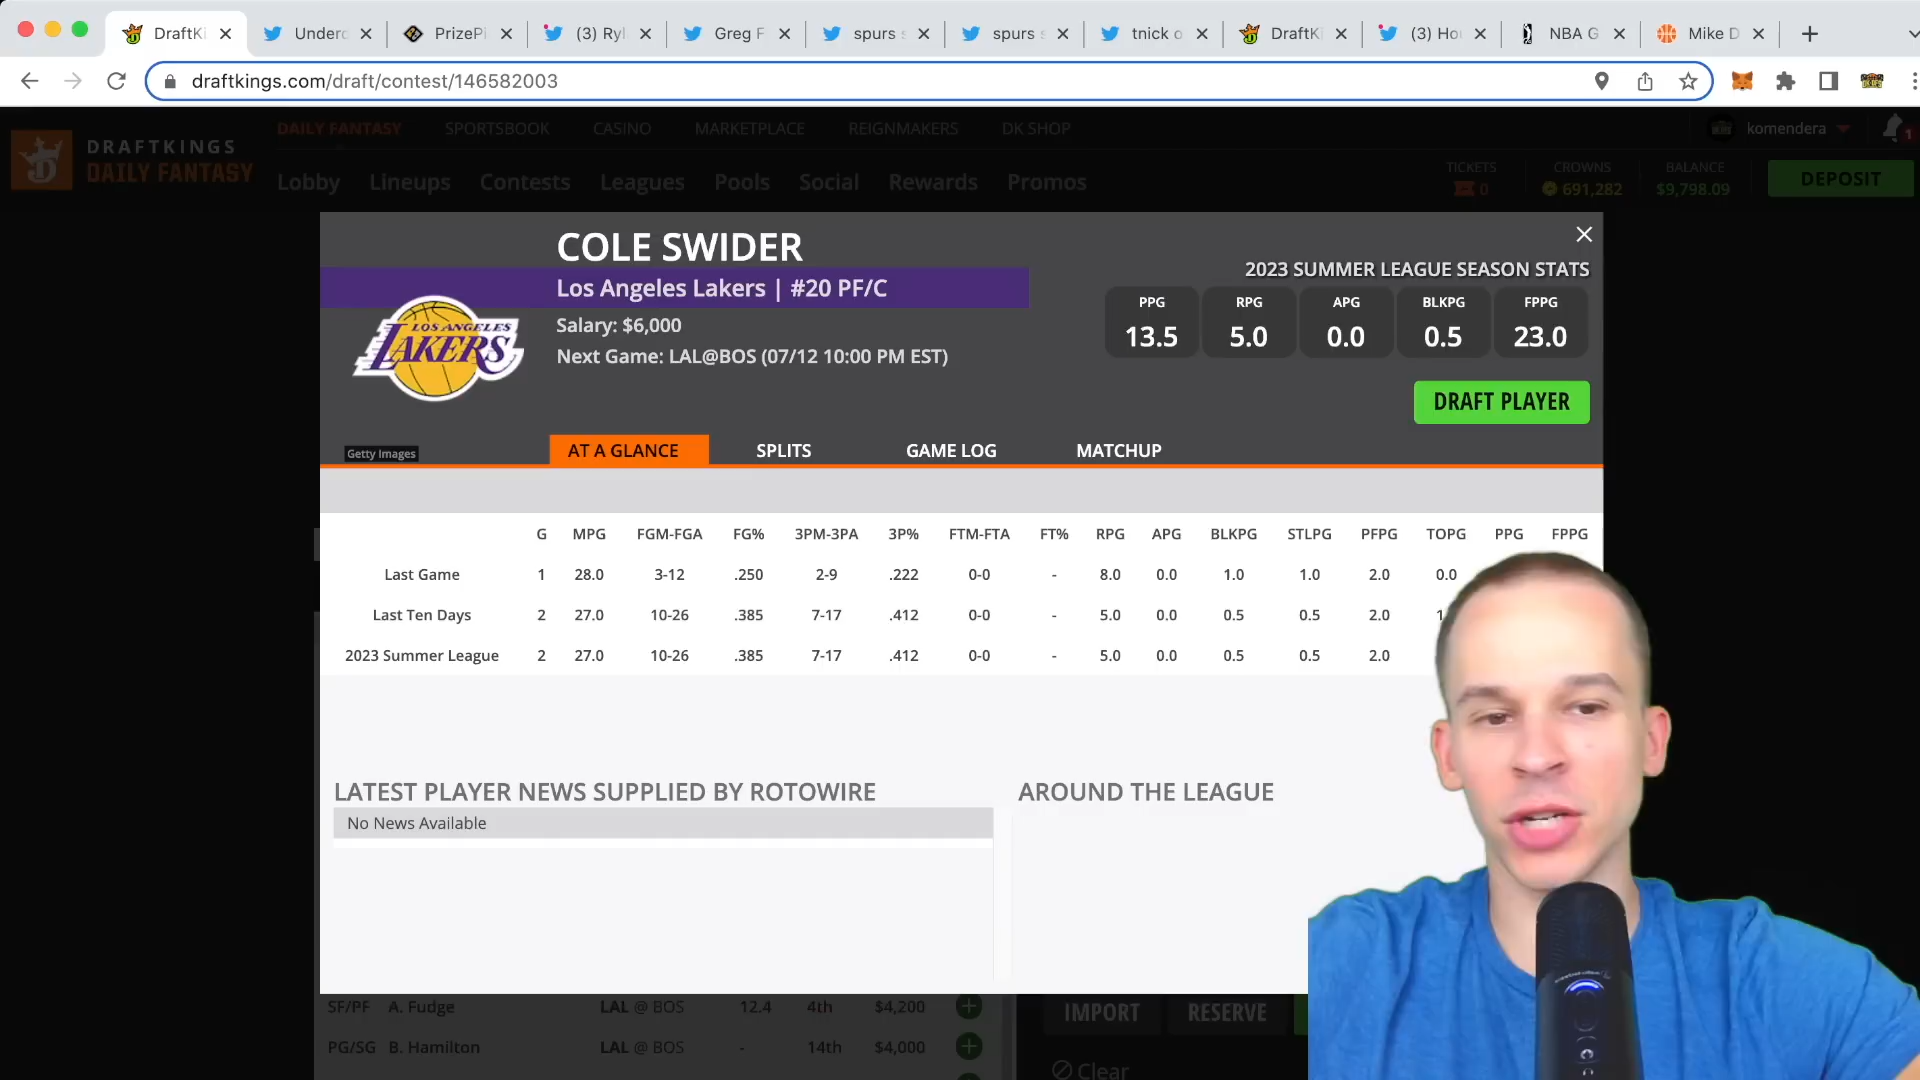 DraftKi
Underd
PrizePi
(3) Ryl
Greg F
spurs s
spurs s
tnick o
DraftKi
(3) Ho
NBA G
Mike D
draftkings.com/draft/contest/146582003
DRAFTKINGS
DAILY FANTASY
DAILY FANTASY
SPORTSBOOK
CASINO
MARKETPLACE
REIGNMAKERS
DK SHOP
komendera
1
Lobby
Lineups
Contests
Leagues
Pools
Social
Rewards
Promos
TICKETS
0
CROWNS
691,282
BALANCE
$9,798.09
DEPOSIT
COLE SWIDER
Los Angeles Lakers | #20 PF/C
Salary: $6,000
Next Game: LAL@BOS (07/12 10:00 PM EST)
LOS ANGELES
LAKERS
Getty Images
2023 SUMMER LEAGUE SEASON STATS
PPG RPG APG BLKPG FPPG
13.5 5.0 0.0 0.5 23.0
DRAFT PLAYER
AT A GLANCE SPLITS GAME LOG MATCHUP
G MPG FGM-FGA FG% 3PM-3PA 3P% FTM-FTA FT% RPG APG BLKPG STLPG PFPG TOPG PPG FPPG
Last Game 1 28.0 3-12 .250 2-9 .222 0-0 - 8.0 0.0 1.0 1.0 2.0 0.0
Last Ten Days 2 27.0 10-26 .385 7-17 .412 0-0 - 5.0 0.0 0.5 0.5 2.0
2023 Summer League 2 27.0 10-26 .385 7-17 .412 0-0 - 5.0 0.0 0.5 0.5 2.0
LATEST PLAYER NEWS SUPPLIED BY ROTOWIRE
No News Available
AROUND THE LEAGUE
SF/PF A. Fudge LAL @ BOS 12.4 4th $4,200
PG/SG B. Hamilton LAL @ BOS - 14th $4,000
IMPORT
RESERVE
Clear